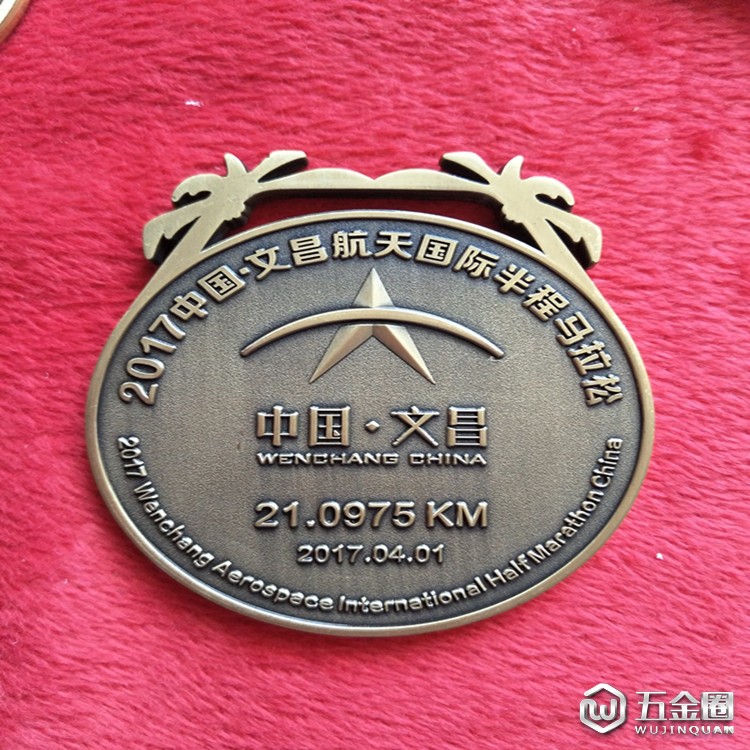 2017中国·文昌航天国际半程马拉松
中国·文昌
WENCHANG CHINA
21.0975 KM
2017.04.01
2017 Wenchang Aerospace International Half Marathon China
五金圈
WUJINQUAN